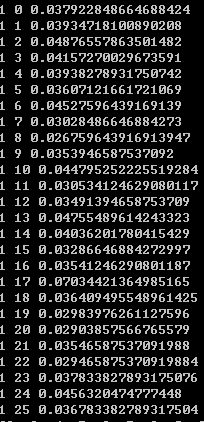 1 0 0.037922848664688424
1 1 0.03934718100890208
1 2 0.04876557863501482
1 3 0.04157270029673591
1 4 0.03938278931750742
1 5 0.03607121661721069
1 6 0.04527596439169139
1 7 0.03028486646884273
1 8 0.026759643916913947
1 9 0.0353946587537092
1 10 0.044795252225519284
1 11 0.030534124629080117
1 12 0.03491394658753709
1 13 0.04755489614243323
1 14 0.04036201780415429
1 15 0.03286646884272997
1 16 0.03541246290801187
1 17 0.07034421364985165
1 18 0.036409495548961425
1 19 0.02983976261127596
1 20 0.02903857566765579
1 21 0.03546587537091988
1 22 0.029465875370919884
1 23 0.037833827893175076
1 24 0.0456320474777448
1 25 0.036783382789317504